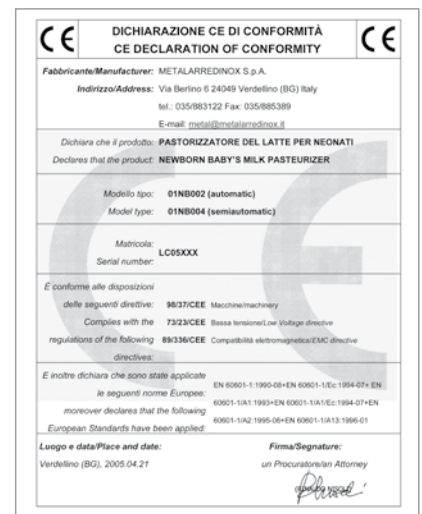 CE DICHIARAZIONE CE DI CONFORMITÀ CE
CE DECLARATION OF CONFORMITY
Fabbricante/Manufacturer: METALARREDINOX S.p.A.
Indirizzo/Address: Via Berlino 6 24049 Verdellino (BG) Italy
tel.: 035/883122 Fax: 035/885389
E-mail: metal@metalarredinox.it
Dichiara che il prodotto: PASTORIZZATORE DEL LATTE PER NEONATI
Declares that the product: NEWBORN BABY'S MILK PASTEURIZER
Modello tipo: 01NB002 (automatic)
Model type: 01NB004 (semiautomatic)
Matricola:
Serial number: LC05XXX
È conforme alle disposizioni
delle seguenti direttive: 98/37/CEE Macchine/machinery
Complies with the 73/23/CEE Bassa tensione/Low Voltage directive
regulations of the following 89/336/CEE Compatibilità elettromagnetica/EMC directive
directives:
E inoltre dichiara che sono state applicate
le seguenti norme Europee: EN 60601-1:1990-08+EN 60601-1/Ec:1994-07+ EN
moreover declares that the following 60601-1/A1:1993+EN 60601-1/A1/Ec:1994-07+EN
European Standards have been applied: 60601-1/A2:1995-06+EN 60601-1/A13:1996-01
Luogo e data/Place and date: Firma/Segnature:
Verdellino (BG), 2005.04.21 un Procuratore/an Attorney